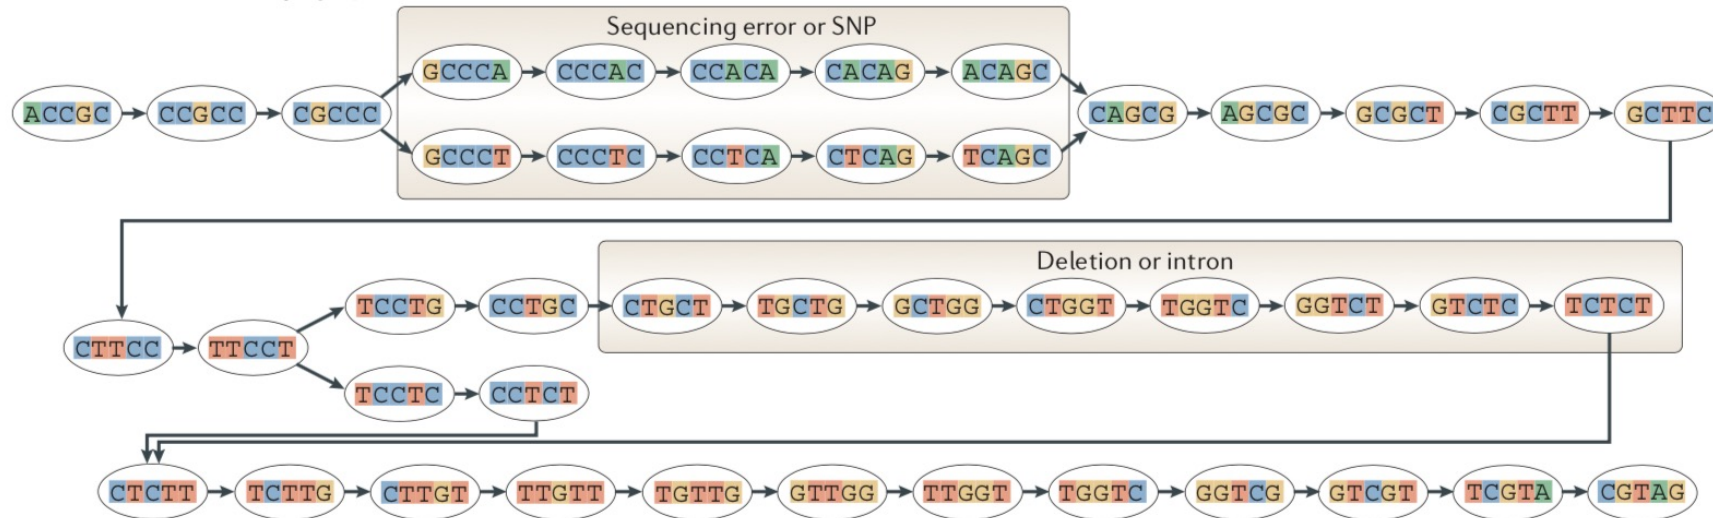 Sequencing error or SNP
GCCCA CCCAC CCACA CACAG ACAGC
ACCGC CCGCC CGCCC CAGCG AGCGC GCGCT CGCTT GCTTC
GCCCT CCCTC CCTCA CTCAG TCAGC
Deletion or intron
TCCTG CCTGC CTGCT TGCTG GCTGG CTGGT TGGTC GGTCT GTCTC TCTCT
CTTCC TTCCT
TCCTC CCTCT
CTCTT TCTTG CTTGT TTGTT TGTTG GTTGG TTGGT TGGTC GGTCG GTCGT TCGTA CGTAG